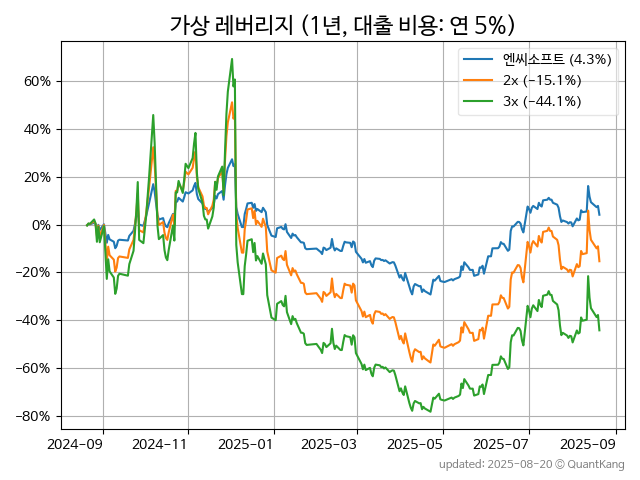 가상 레버리지 (1년, 대출 비용: 연 5%)
엔씨소프트 (4.3%)
2x (-15.1%)
3x (-44.1%)
60%
40%
20%
0%
−20%
−40%
−60%
−80%
2024-09 2024-11 2025-01 2025-03 2025-05 2025-07 2025-09
updated: 2025-08-20 © QuantKang